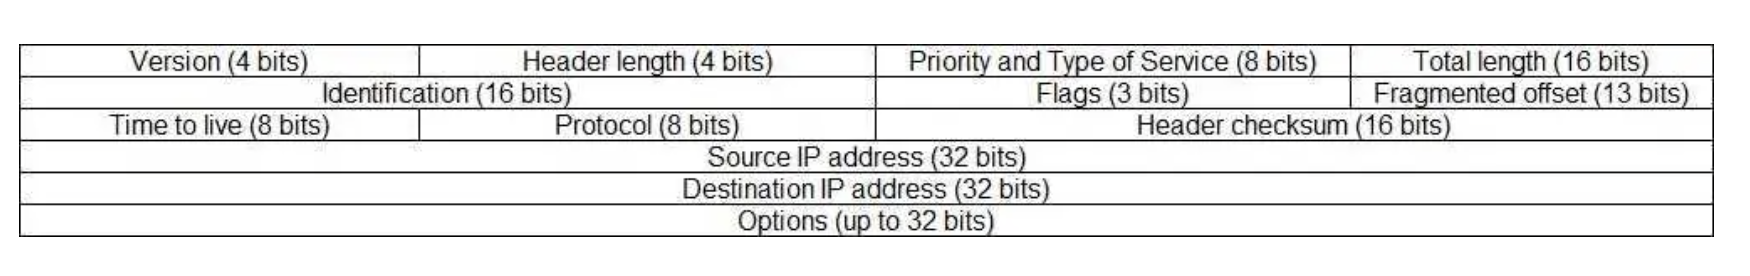 Version (4 bits) Header length (4 bits) Priority and Type of Service (8 bits) Total length (16 bits)
Identification (16 bits) Flags (3 bits) Fragmented offset (13 bits)
Time to live (8 bits) Protocol (8 bits) Header checksum (16 bits)
Source IP address (32 bits)
Destination IP address (32 bits)
Options (up to 32 bits)